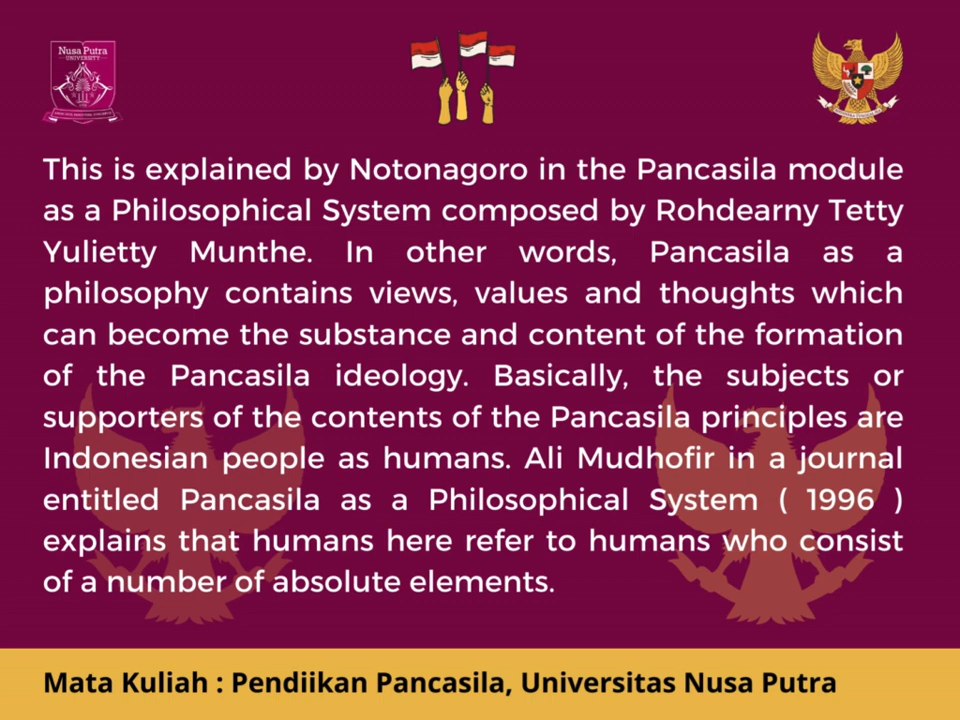 Nusa Putra
UNIVERSITY
This is explained by Notonagoro in the Pancasila module
as a Philosophical System composed by Rohdearny Tetty
Yulietty Munthe. In other words, Pancasila as a
philosophy contains views, values and thoughts which
can become the substance and content of the formation
of the Pancasila ideology. Basically, the subjects or
supporters of the contents of the Pancasila principles are
Indonesian people as humans. Ali Mudhofir in a journal
entitled Pancasila as a Philosophical System ( 1996 )
explains that humans here refer to humans who consist
of a number of absolute elements.
Mata Kuliah : Pendiikan Pancasila, Universitas Nusa Putra